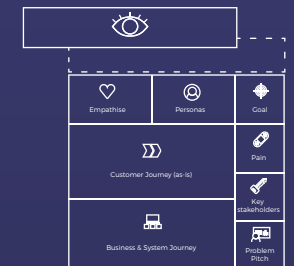 Empathise
Personas
Goal
Customer Journey (as-is)
Pain
Key
stakeholders
Business & System Journey
Problem
Pitch